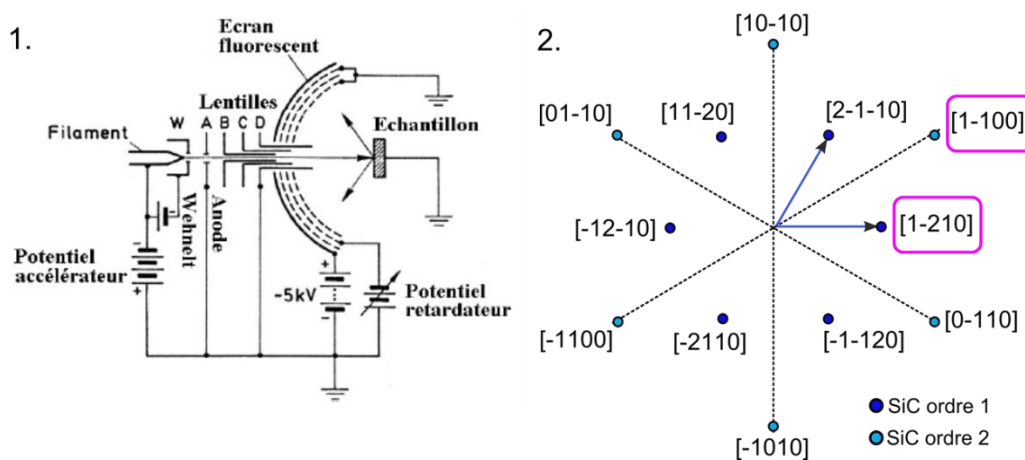 1.
Ecran
fluorescent
Lentilles
Filament
W
A
B
C
D
Echantillon
Anode
Wehnelt
Potentiel
accélérateur
-
+
+
~5kV
-
Potentiel
retardateur
2.
[10-10]
[01-10]
[11-20]
[2-1-10]
[1-100]
[-12-10]
[1-210]
[-1100]
[-2110]
[-1-120]
[0-110]
[-1010]
SiC ordre 1
SiC ordre 2